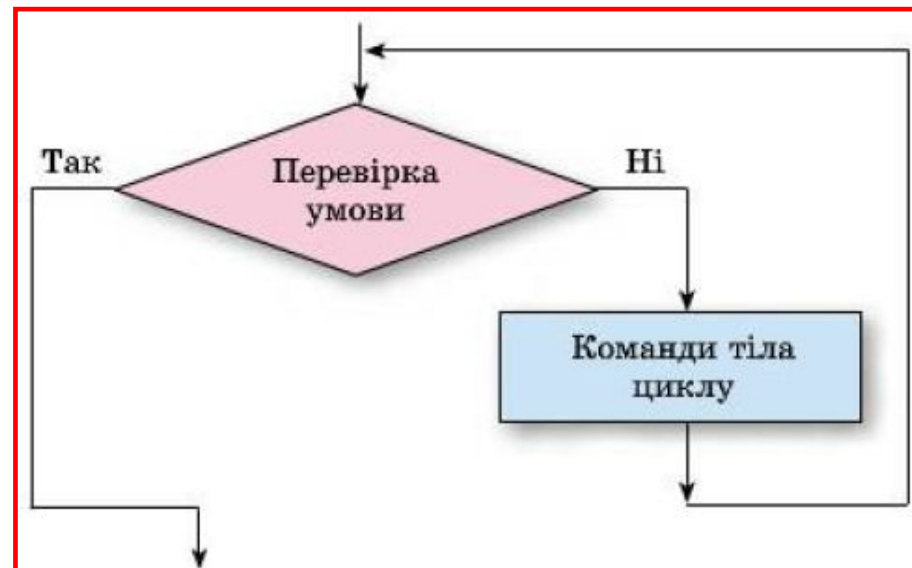 Так
Перевірка
умови
Ні
Команди тіла
циклу